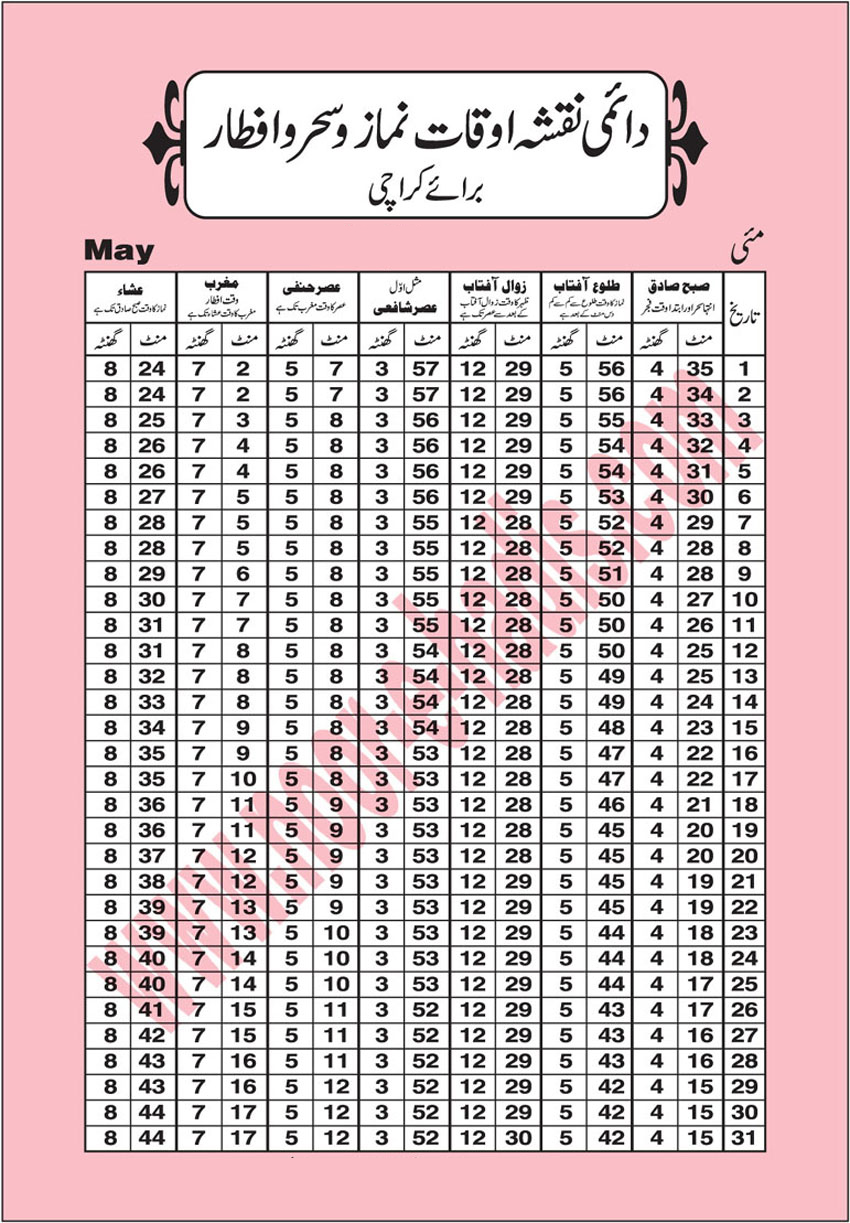 دائمی نقشہ اوقات نماز و سحر و افطار
برائے کراچی
May مئی
تاریخ صبح صادق طلوع آفتاب زوال آفتاب مثل اوّل عصر شافعی عصر حنفی مغرب عشاء
انتہا سحر اور ابتدا وقت فجر نماز کا وقت طلوع سے کم سے کم دس منٹ کے بعد ہے ظہر کا وقت زوال آفتاب کے بعد سے عصر تک ہے عصر کا وقت مغرب تک ہے وقت افطار مغرب کا وقت عشاء تک ہے نماز کا وقت صبح صادق تک ہے
گھنٹہ منٹ گھنٹہ منٹ گھنٹہ منٹ گھنٹہ منٹ گھنٹہ منٹ گھنٹہ منٹ گھنٹہ منٹ
8 24 7 2 5 7 3 57 12 29 5 56 4 35 1
8 24 7 2 5 7 3 57 12 29 5 56 4 34 2
8 25 7 3 5 8 3 56 12 29 5 55 4 33 3
8 26 7 4 5 8 3 56 12 29 5 54 4 32 4
8 26 7 4 5 8 3 56 12 29 5 54 4 31 5
8 27 7 5 5 8 3 56 12 29 5 53 4 30 6
8 28 7 5 5 8 3 55 12 28 5 52 4 29 7
8 28 7 5 5 8 3 55 12 28 5 52 4 28 8
8 29 7 6 5 8 3 55 12 28 5 51 4 28 9
8 30 7 7 5 8 3 55 12 28 5 50 4 27 10
8 31 7 7 5 8 3 55 12 28 5 50 4 26 11
8 31 7 8 5 8 3 54 12 28 5 50 4 25 12
8 32 7 8 5 8 3 54 12 28 5 49 4 25 13
8 33 7 8 5 8 3 54 12 28 5 49 4 24 14
8 34 7 9 5 8 3 54 12 28 5 48 4 23 15
8 35 7 9 5 8 3 53 12 28 5 47 4 22 16
8 35 7 10 5 8 3 53 12 28 5 47 4 22 17
8 36 7 11 5 9 3 53 12 28 5 46 4 21 18
8 36 7 11 5 9 3 53 12 28 5 45 4 20 19
8 37 7 12 5 9 3 53 12 28 5 45 4 20 20
8 38 7 12 5 9 3 53 12 29 5 45 4 19 21
8 39 7 13 5 9 3 53 12 29 5 45 4 19 22
8 39 7 13 5 10 3 53 12 29 5 44 4 18 23
8 40 7 14 5 10 3 53 12 29 5 44 4 18 24
8 40 7 14 5 10 3 53 12 29 5 44 4 17 25
8 41 7 15 5 11 3 52 12 29 5 43 4 17 26
8 42 7 15 5 11 3 52 12 29 5 43 4 16 27
8 43 7 16 5 11 3 52 12 29 5 43 4 16 28
8 43 7 16 5 12 3 52 12 29 5 42 4 15 29
8 44 7 17 5 12 3 52 12 29 5 42 4 15 30
8 44 7 17 5 12 3 52 12 30 5 42 4 15 31
www.noor-e-hadis.com